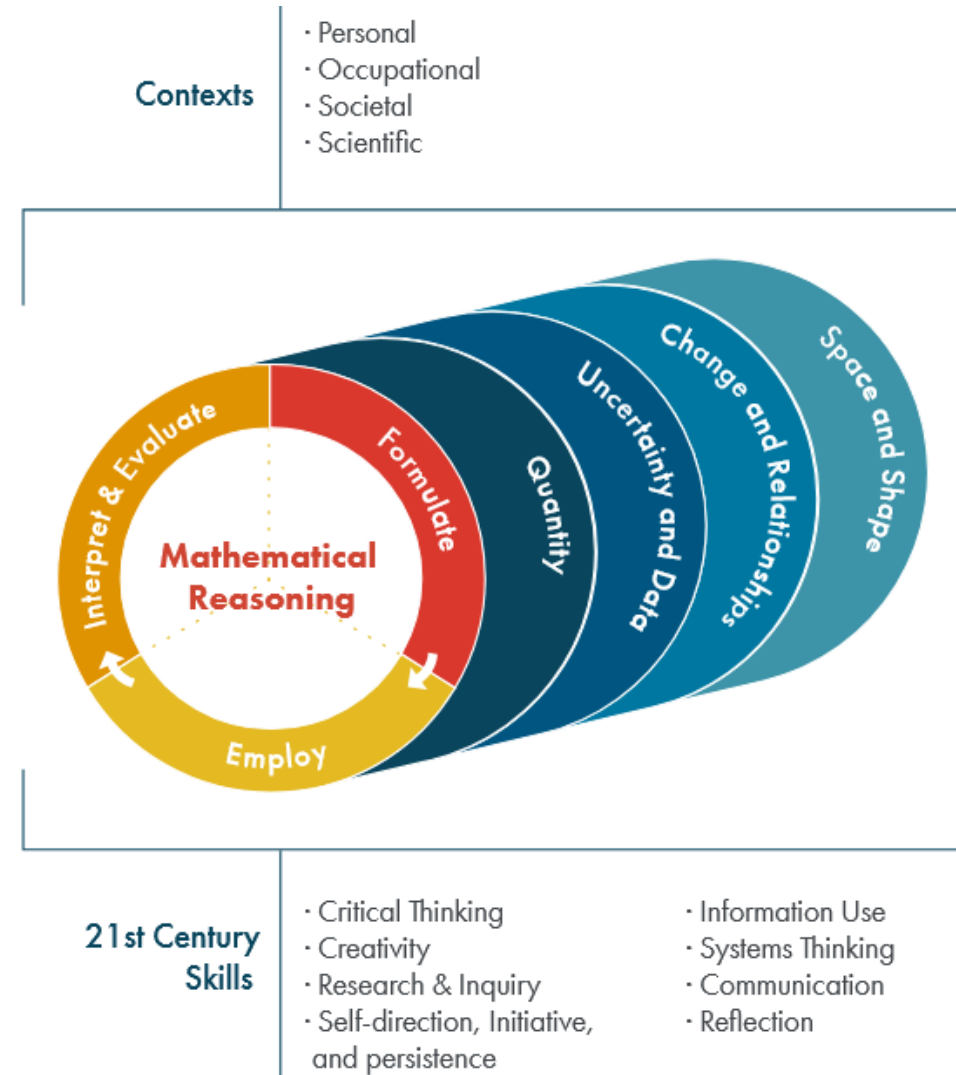 Contexts
· Personal
· Occupational
· Societal
· Scientific
Interpret & Evaluate
Formulate
Employ
Mathematical
Reasoning
Quantity
Uncertainty and Data
Change and Relationships
Space and Shape
21st Century
Skills
· Critical Thinking
· Creativity
· Research & Inquiry
· Self-direction, Initiative,
and persistence
· Information Use
· Systems Thinking
· Communication
· Reflection